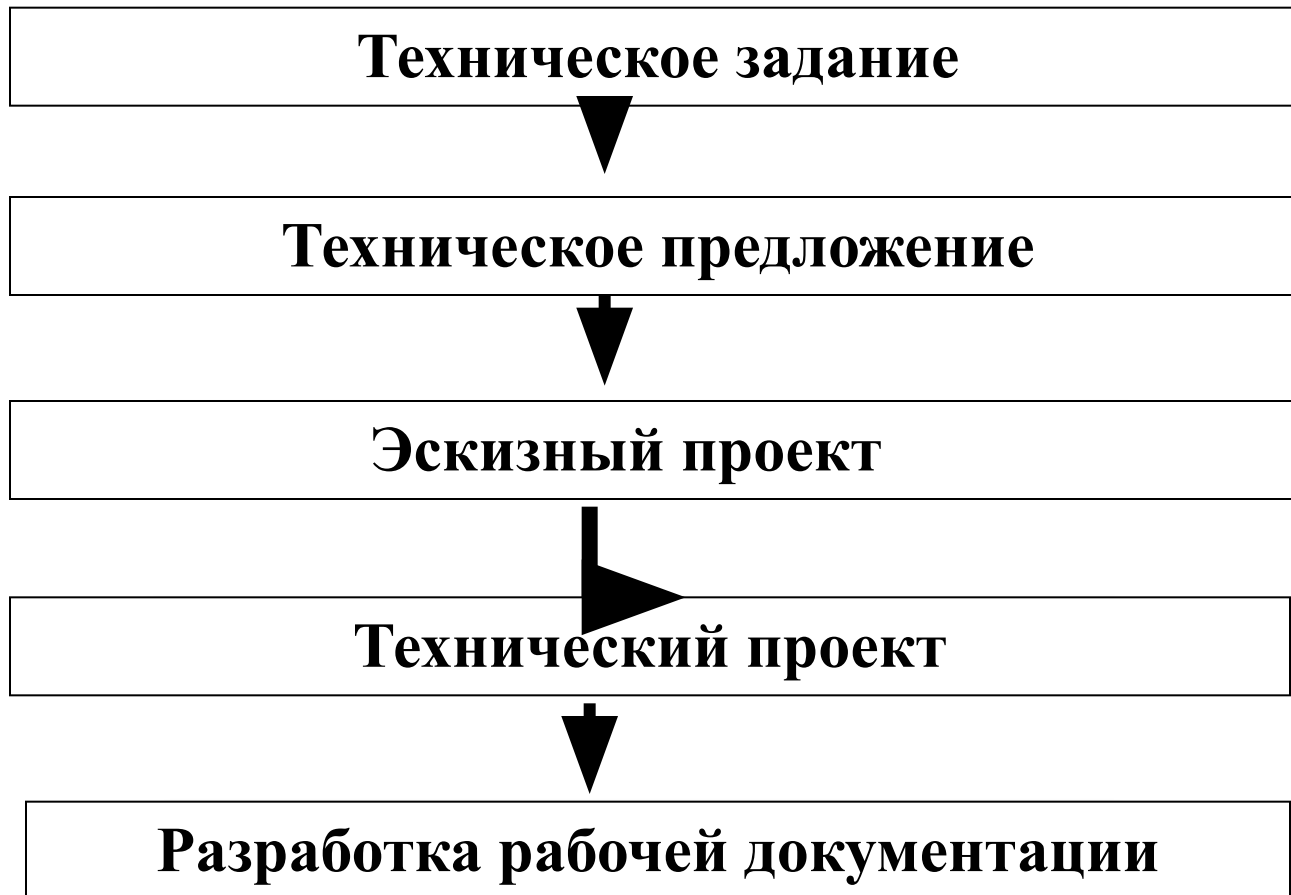 Техническое задание
Техническое предложение
Эскизный проект
Технический проект
Разработка рабочей документации